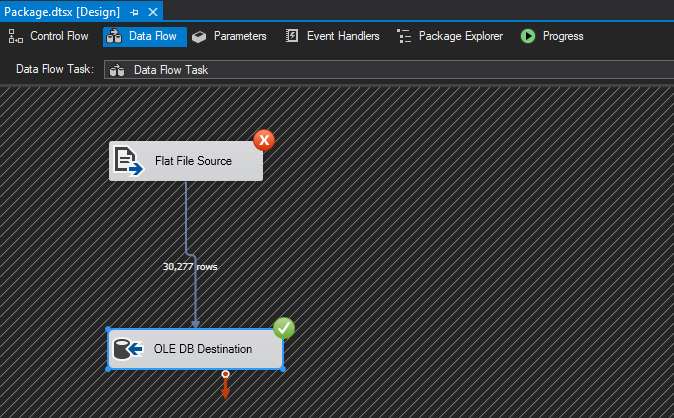 Package.dtsx [Design]
Control Flow Data Flow Parameters Event Handlers Package Explorer Progress
Data Flow Task: Data Flow Task
Flat File Source
30,277 rows
OLE DB Destination